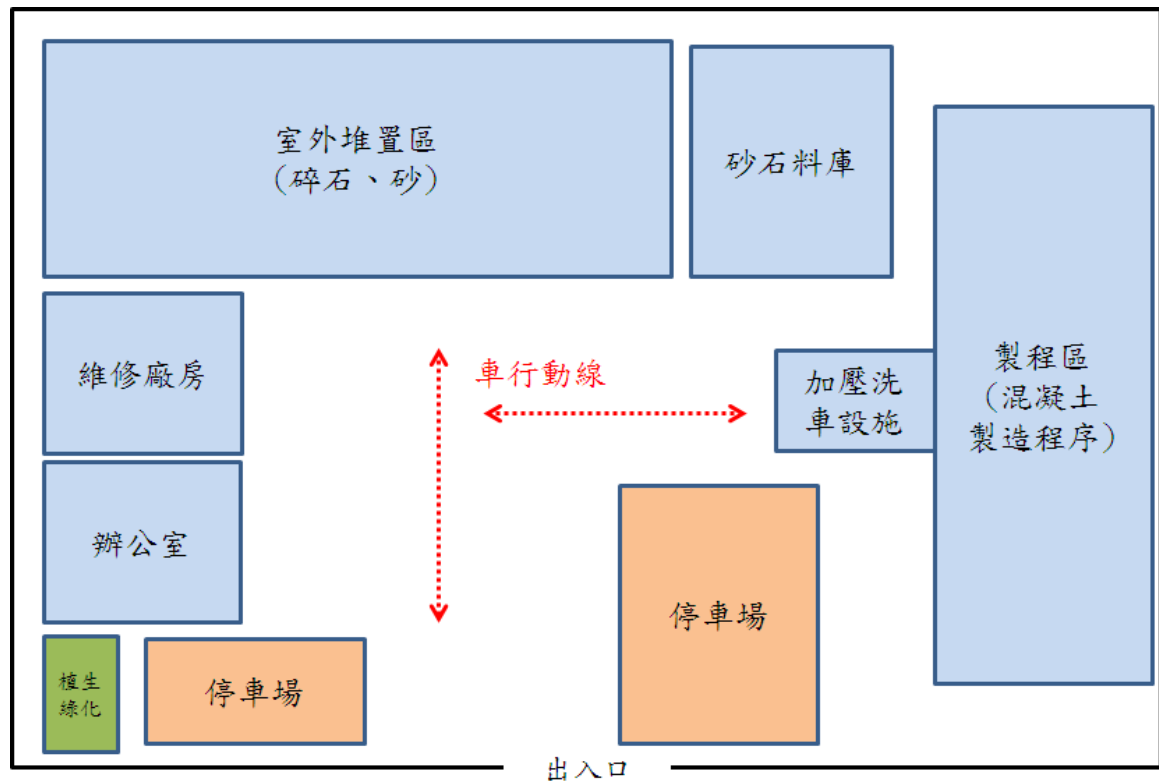 室外堆置區
(碎石、砂)
砂石料庫
維修廠房
車行動線
加壓洗
車設施
製程區
(混凝土
製造程序)
辦公室
停車場
植生
綠化
停車場
出入口